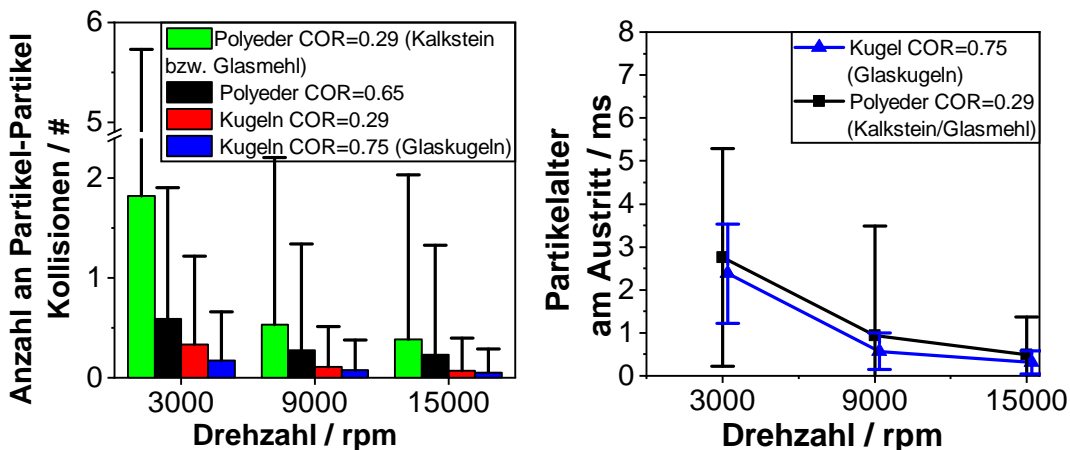 Anzahl an Partikel-Partikel
Kollisionen / #
6
5
2
1
0
Polyeder COR=0.29 (Kalkstein
bzw. Glasmehl)
Polyeder COR=0.65
Kugeln COR=0.29
Kugeln COR=0.75 (Glaskugeln)
3000
9000
15000
Drehzahl / rpm
Partikelalter
am Austritt / ms
8
7
6
5
4
3
2
1
0
Kugel COR=0.75
(Glaskugeln)
Polyeder COR=0.29
(Kalkstein/Glasmehl)
3000
9000
15000
Drehzahl / rpm